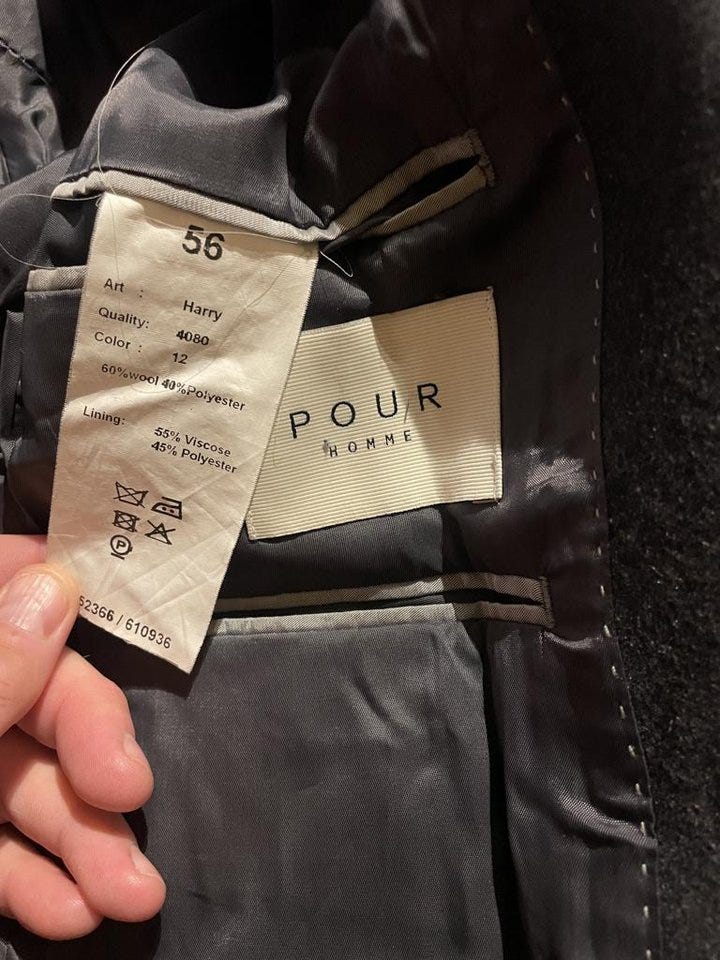 56
Art : Harry
Quality: 4080
Color : 12
60%wool 40%Polyester
Lining:
55% Viscose
45% Polyester
P
52366 / 610936
POUR
HOMME